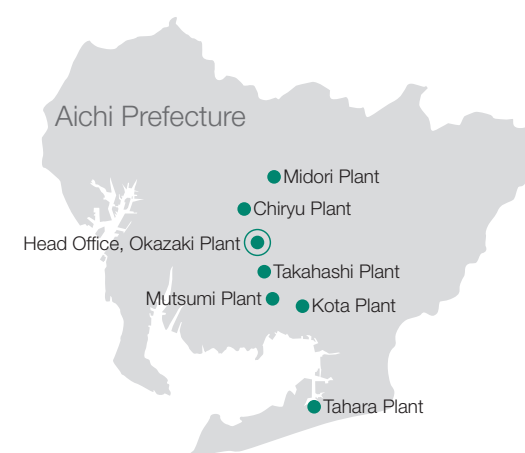 Aichi Prefecture
Midori Plant
Chiryu Plant
Head Office, Okazaki Plant
Takahashi Plant
Mutsumi Plant
Kota Plant
Tahara Plant